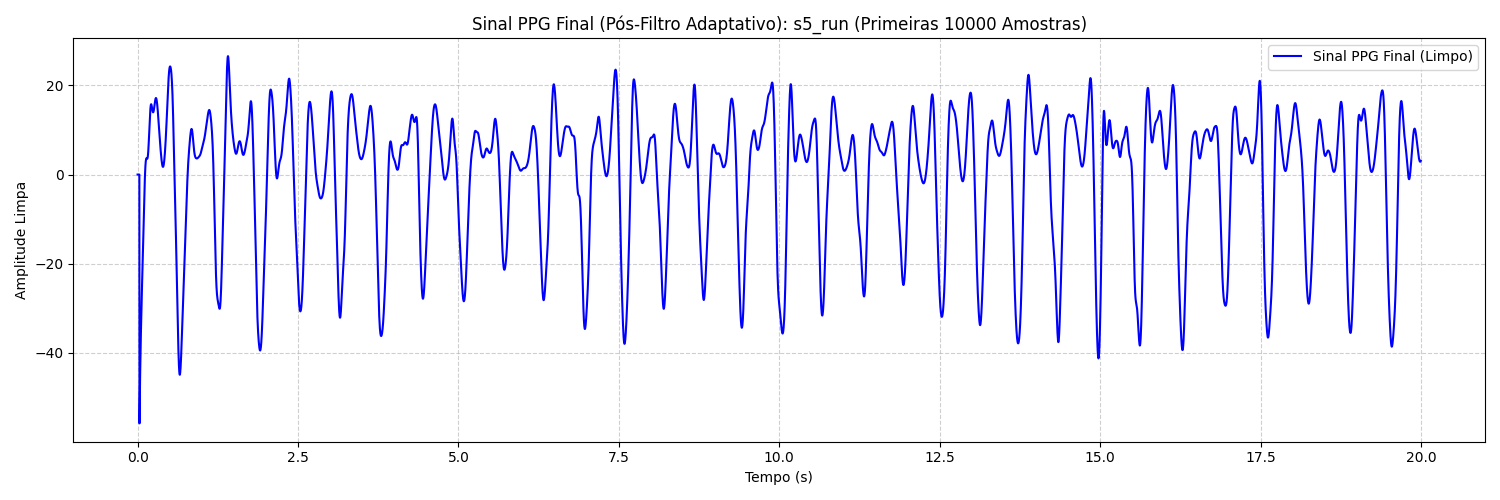 Sinal PPG Final (Pós-Filtro Adaptativo): s5_run (Primeiras 10000 Amostras)
Sinal PPG Final (Limpo)
20
0
−20
−40
Amplitude Limpa
0.0 2.5 5.0 7.5 10.0 12.5 15.0 17.5 20.0
Tempo (s)